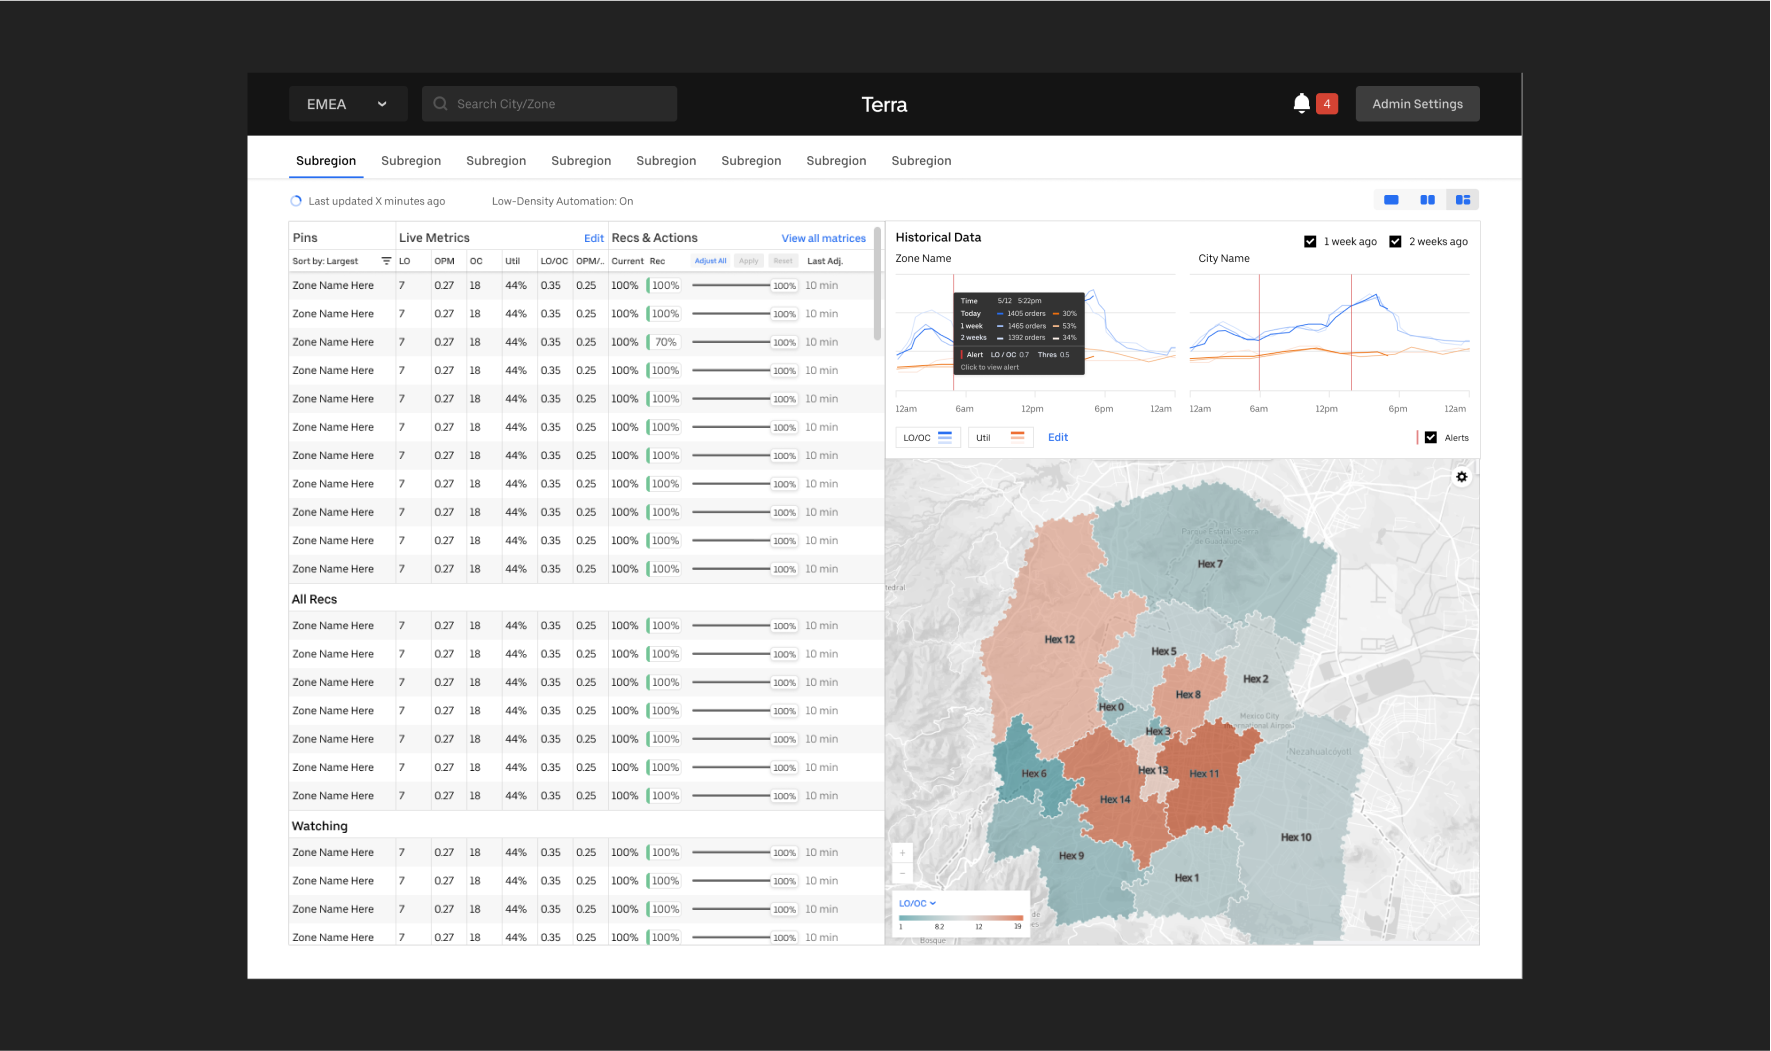 EMEA
Search City/Zone
Terra
4
Admin Settings
Subregion Subregion Subregion Subregion Subregion Subregion Subregion Subregion
Last updated X minutes ago
Low-Density Automation: On
Pins Live Metrics Edit Recs & Actions View all matrices
Sort by: Largest LO OPM OC Util LO/OC OPM/.. Current Rec Adjust All Apply Reset Last Adj.
Zone Name Here 7 0.27 18 44% 0.35 0.25 100% 100% 100% 10 min
Zone Name Here 7 0.27 18 44% 0.35 0.25 100% 100% 100% 10 min
Zone Name Here 7 0.27 18 44% 0.35 0.25 100% 70% 100% 10 min
Zone Name Here 7 0.27 18 44% 0.35 0.25 100% 100% 100% 10 min
Zone Name Here 7 0.27 18 44% 0.35 0.25 100% 100% 100% 10 min
Zone Name Here 7 0.27 18 44% 0.35 0.25 100% 100% 100% 10 min
Zone Name Here 7 0.27 18 44% 0.35 0.25 100% 100% 100% 10 min
Zone Name Here 7 0.27 18 44% 0.35 0.25 100% 100% 100% 10 min
Zone Name Here 7 0.27 18 44% 0.35 0.25 100% 100% 100% 10 min
Zone Name Here 7 0.27 18 44% 0.35 0.25 100% 100% 100% 10 min
Zone Name Here 7 0.27 18 44% 0.35 0.25 100% 100% 100% 10 min
All Recs
Zone Name Here 7 0.27 18 44% 0.35 0.25 100% 100% 100% 10 min
Zone Name Here 7 0.27 18 44% 0.35 0.25 100% 100% 100% 10 min
Zone Name Here 7 0.27 18 44% 0.35 0.25 100% 100% 100% 10 min
Zone Name Here 7 0.27 18 44% 0.35 0.25 100% 100% 100% 10 min
Zone Name Here 7 0.27 18 44% 0.35 0.25 100% 100% 100% 10 min
Zone Name Here 7 0.27 18 44% 0.35 0.25 100% 100% 100% 10 min
Zone Name Here 7 0.27 18 44% 0.35 0.25 100% 100% 100% 10 min
Watching
Zone Name Here 7 0.27 18 44% 0.35 0.25 100% 100% 100% 10 min
Zone Name Here 7 0.27 18 44% 0.35 0.25 100% 100% 100% 10 min
Zone Name Here 7 0.27 18 44% 0.35 0.25 100% 100% 100% 10 min
Zone Name Here 7 0.27 18 44% 0.35 0.25 100% 100% 100% 10 min
Historical Data
1 week ago 2 weeks ago
Zone Name
City Name
Time 5/12 5:22pm
Today 1405 orders 30%
1 week 1465 orders 53%
2 weeks 1392 orders 34%
Alert LO / OC 0.7 Thres 0.5
Click to view alert
12am 6am 12pm 6pm 12am
12am 6am 12pm 6pm 12am
LO/OC Util Edit
Alerts
Parque Estatal Sierra
de Guadalupe
Hex 7
Hex 12
Hex 5
Hex 2
Hex 8
Hex 0
Mexico City
Hex 3
Nezahualcóyotl
Hex 13
Hex 6
Hex 11
Hex 14
Hex 10
Hex 9
Hex 1
+
−
LO/OC
1 8.2 12 19
Bosque